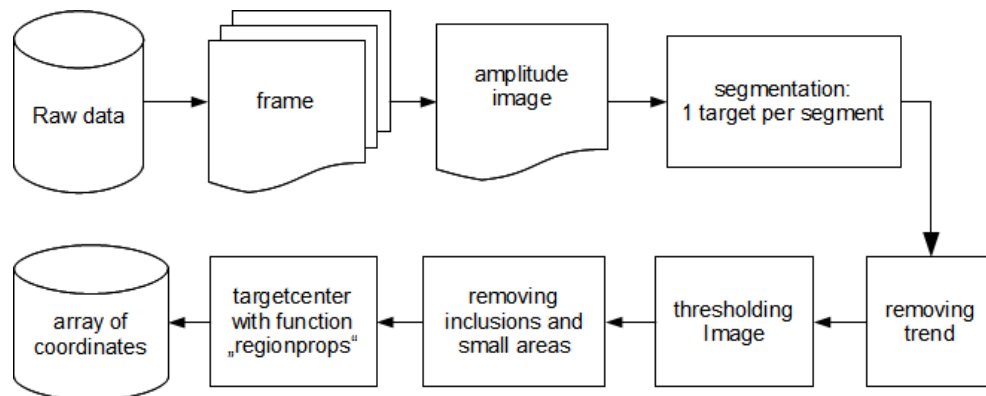 Raw data
frame
amplitude
image
segmentation:
1 target per segment
removing
trend
thresholding
Image
removing
inclusions and
small areas
targetcenter
with function
„regionprops“
array of
coordinates